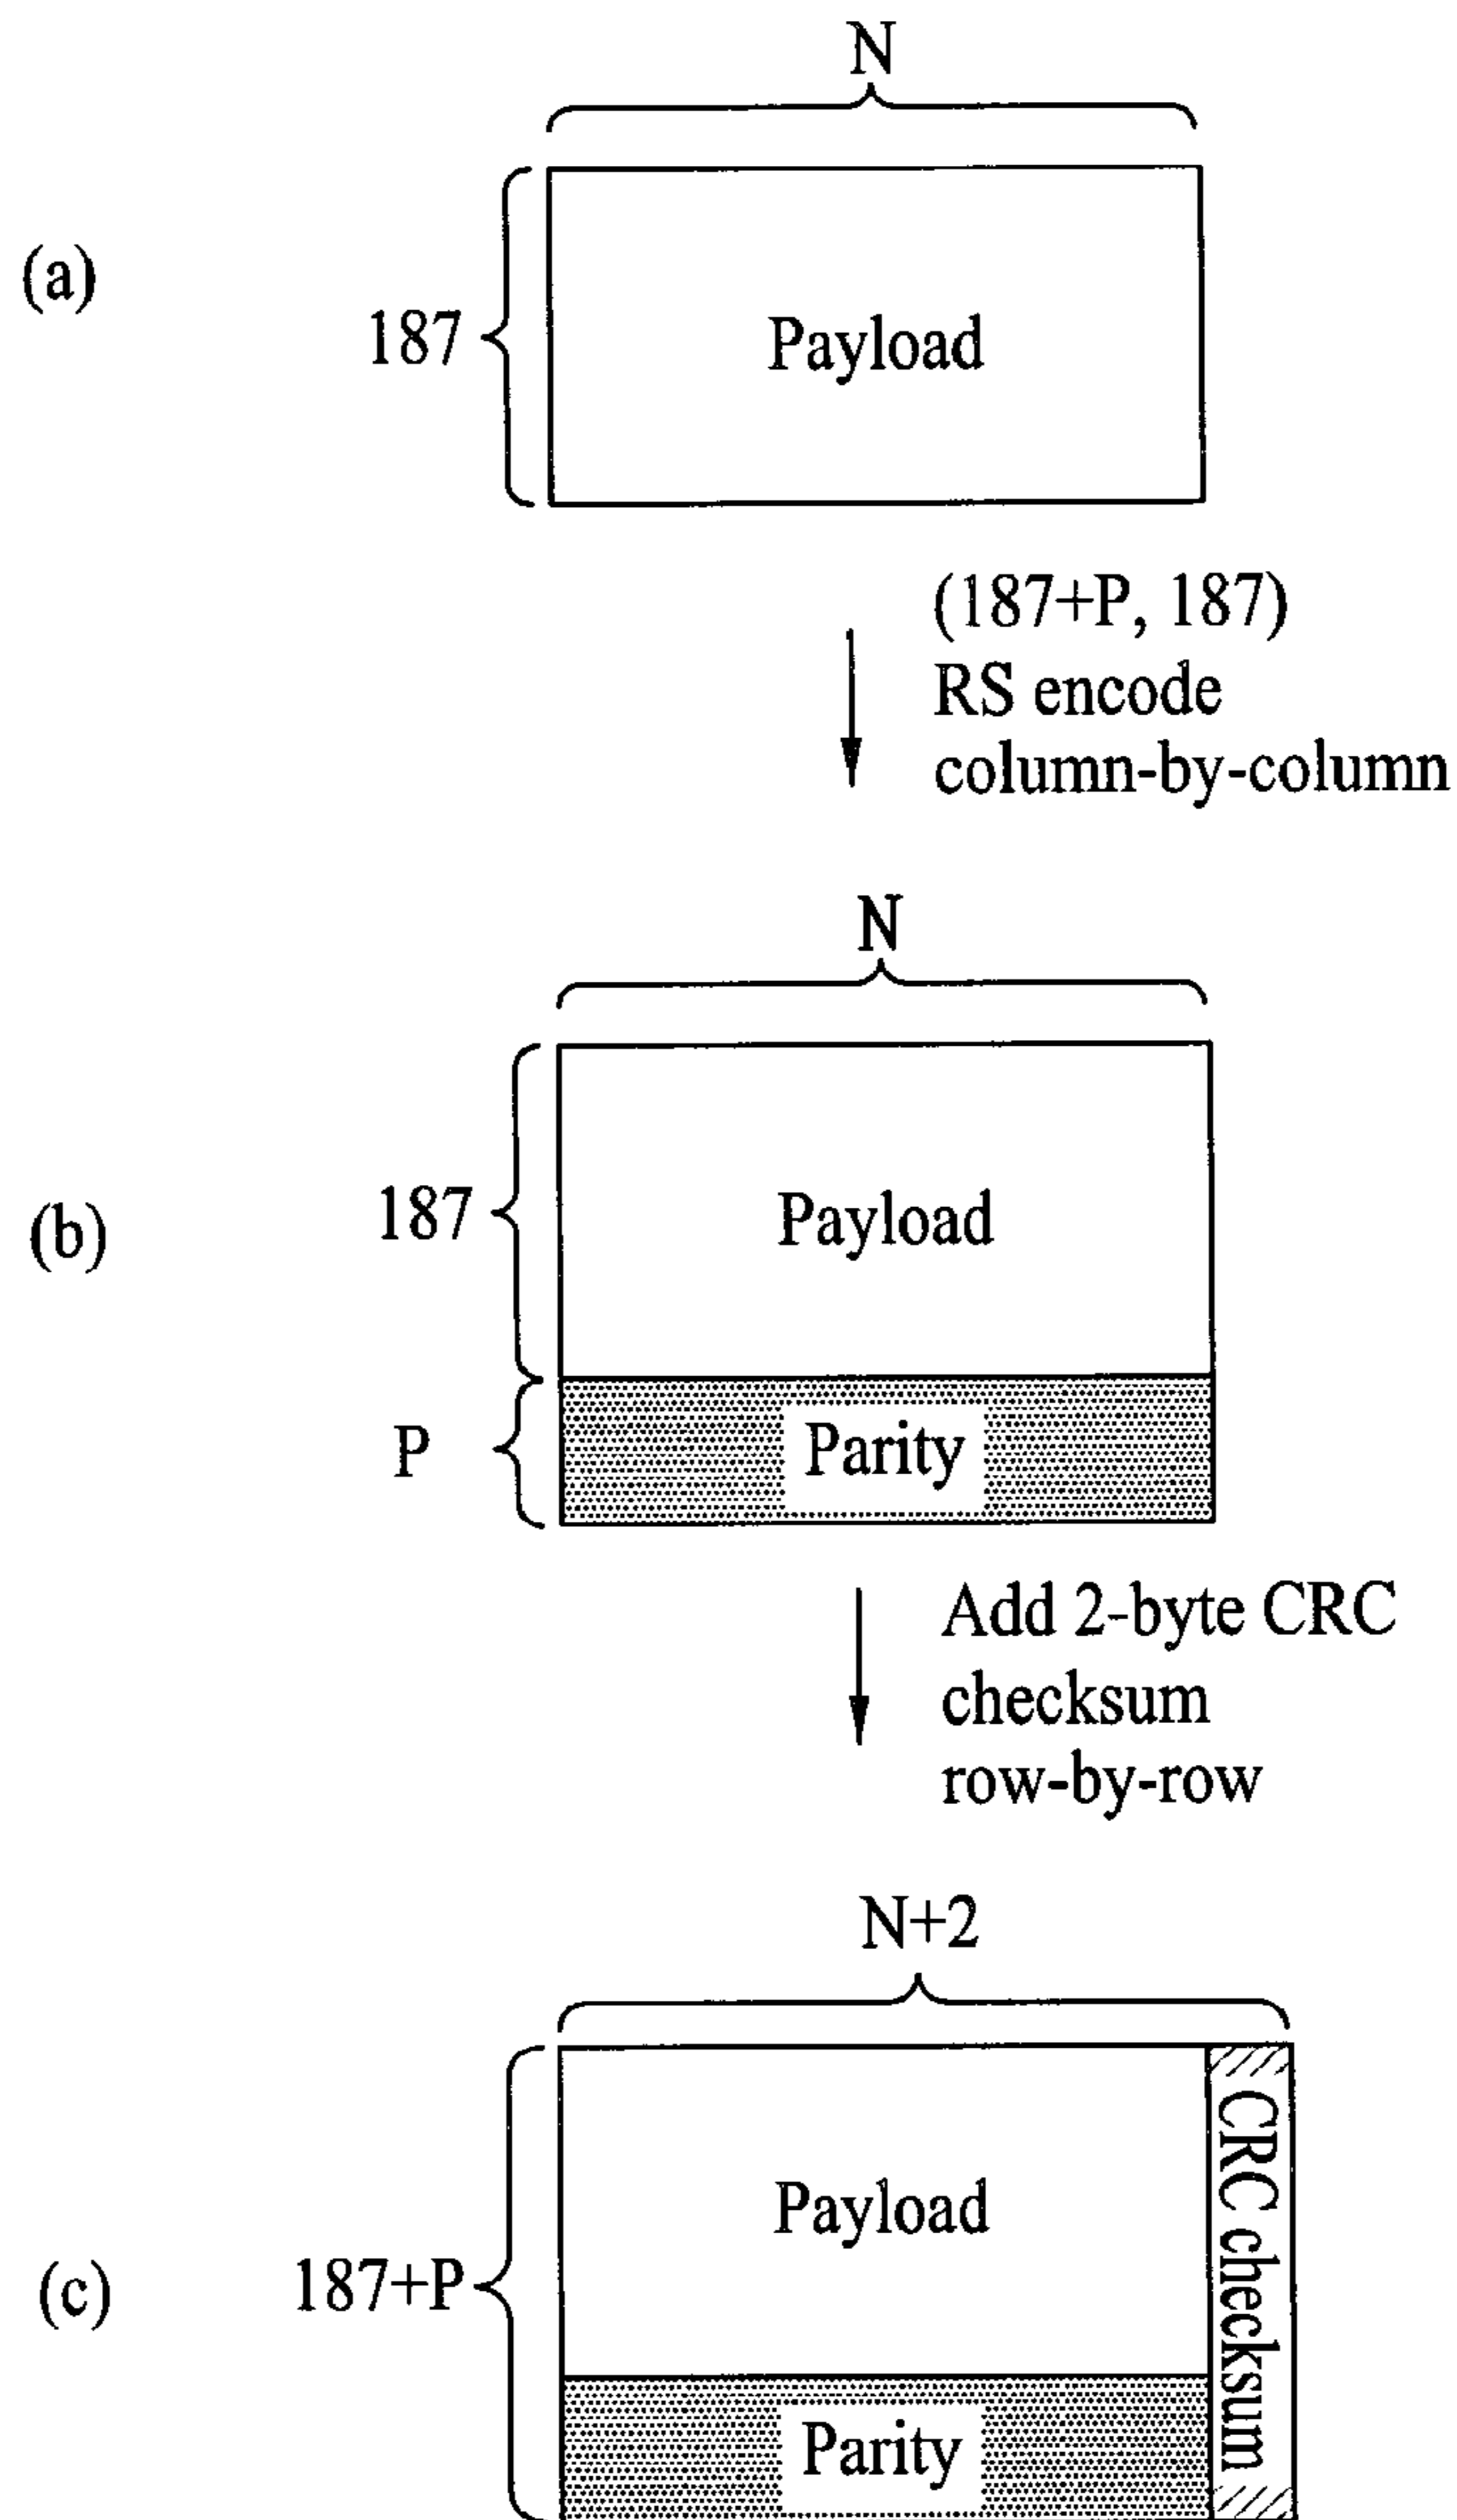 N
(a)
187
Payload
(187+P, 187)
RS encode
column-by-column
N
(b)
187
Payload
P
Parity
Add 2-byte CRC
checksum
row-by-row
N+2
(c)
187+P
Payload
CRC checksum
Parity